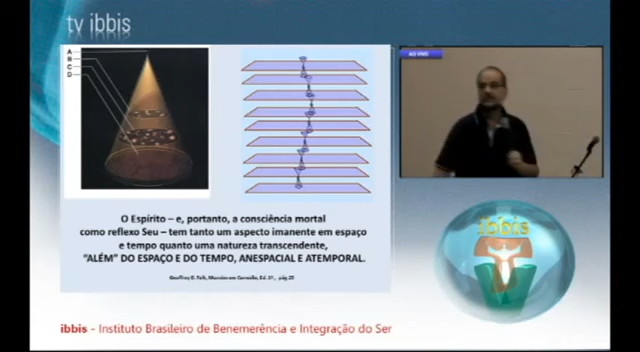 tv ibbis
A
B
C
D
AO VIVO
O Espírito – e, portanto, a consciência mortal
como reflexo Seu – tem tanto um aspecto imanente em espaço
e tempo quanto uma natureza transcendente,
"ALÉM" DO ESPAÇO E DO TEMPO, ANESPACIAL E ATEMPORAL.
ibbis
ibbis - Instituto Brasileiro de Benemerência e Integração do Ser